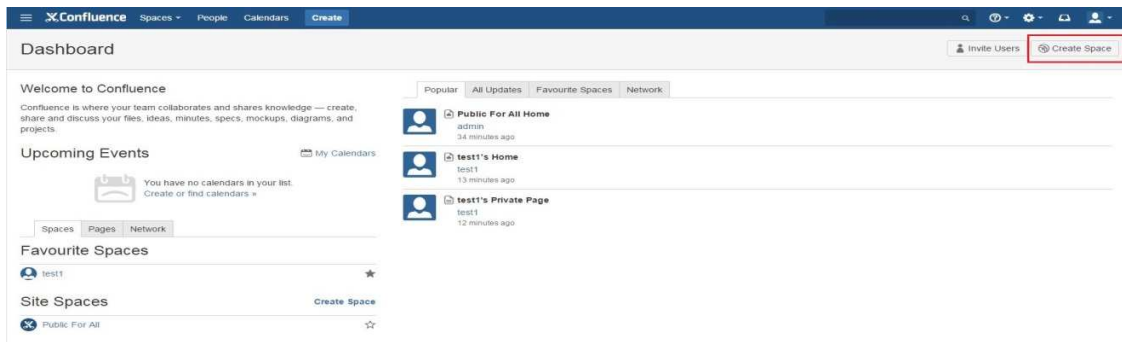 Confluence Spaces People Calendars Create
Dashboard
Invite Users Create Space
Welcome to Confluence
Confluence is where your team collaborates and shares knowledge — create,
share and discuss your files, ideas, minutes, specs, mockups, diagrams, and
projects.
Upcoming Events My Calendars
You have no calendars in your list.
Create or find calendars »
Spaces Pages Network
Favourite Spaces
test1
Site Spaces Create Space
Public For All
Popular All Updates Favourite Spaces Network
Public For All Home
admin
34 minutes ago
test1's Home
test1
13 minutes ago
test1's Private Page
test1
12 minutes ago